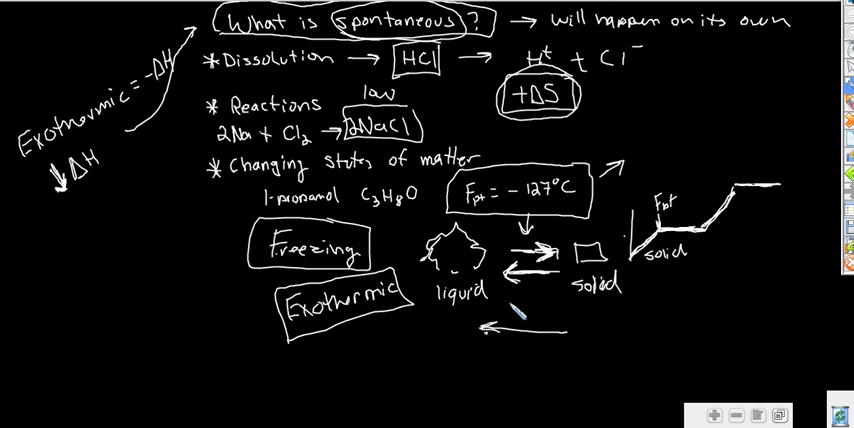 What is spontaneous? → will happen on its own
* Dissolution → HCl → H⁺ + Cl⁻
+ΔS
Exothermic = -ΔH
↓ ΔH
* Reactions low
2Na + Cl₂ → 2NaCl
* Changing states of matter
1-propanol C₃H₈O Fpt = -127°C
Fpt
solid
Freezing
liquid
solid
Exothermic